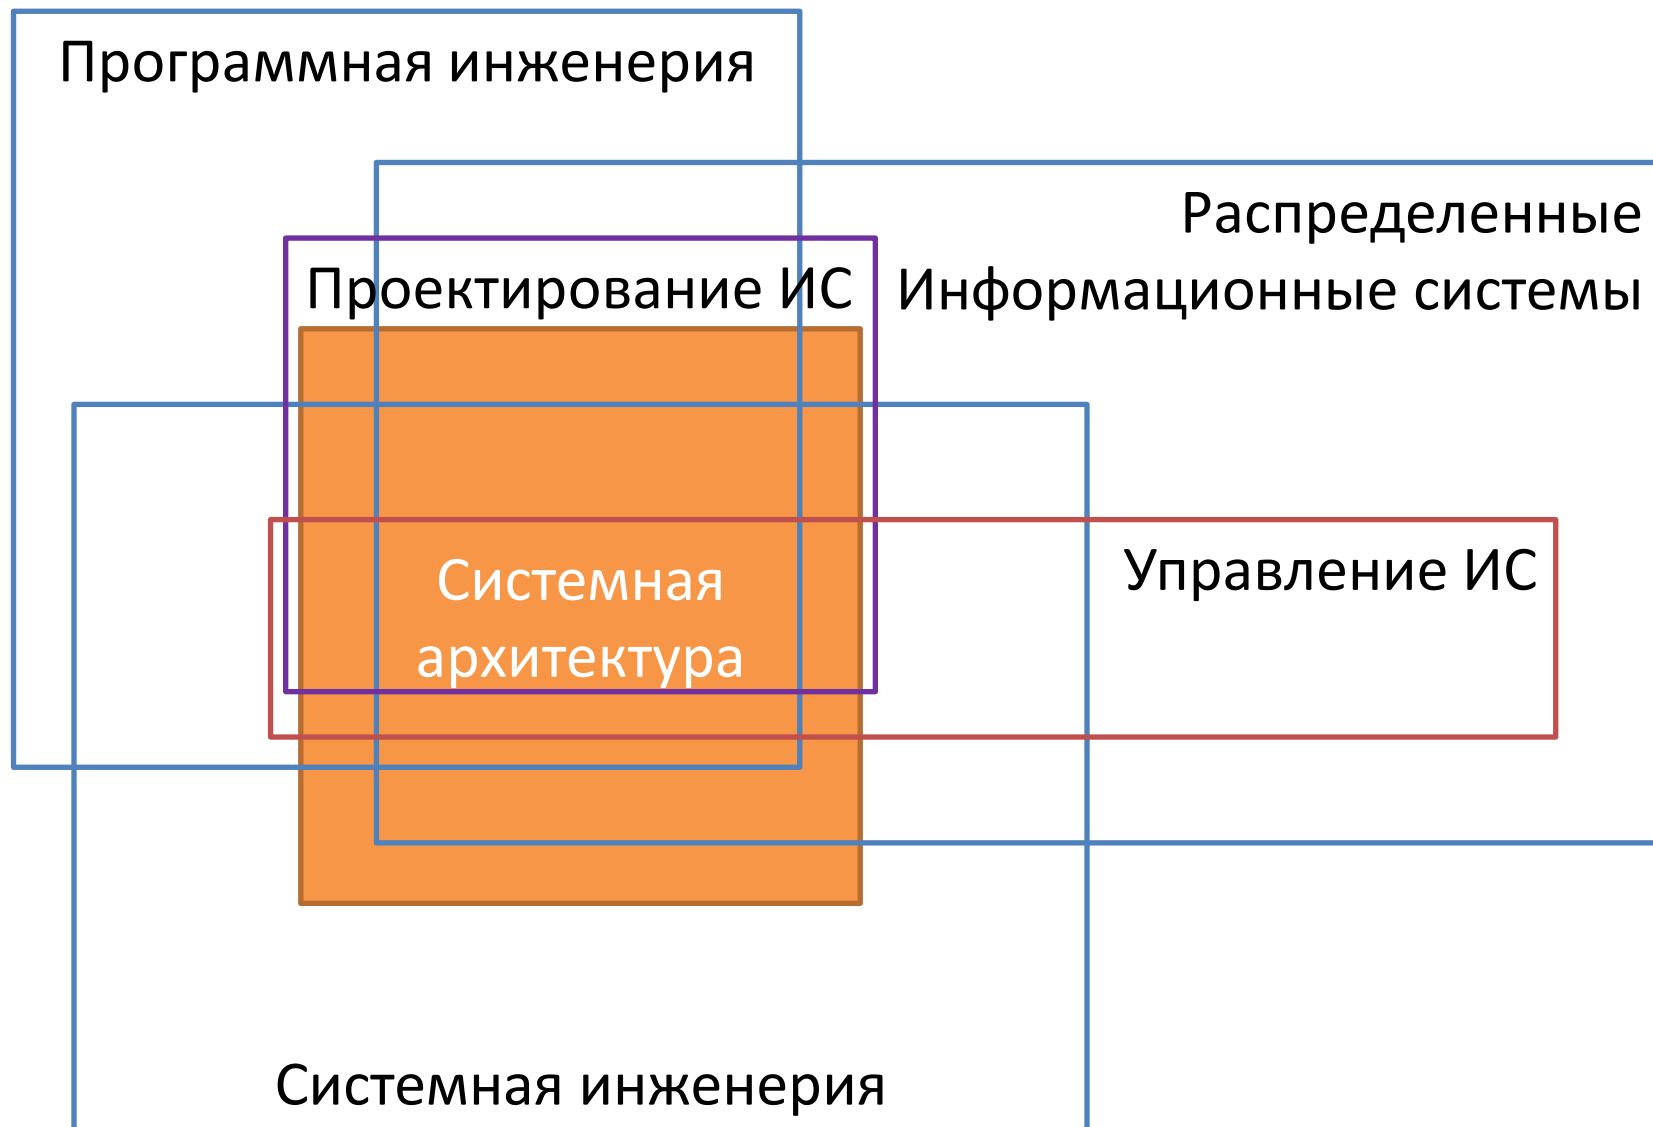 Программная инженерия
Распределенные
Информационные системы
Проектирование ИС
Управление ИС
Системная
архитектура
Системная инженерия